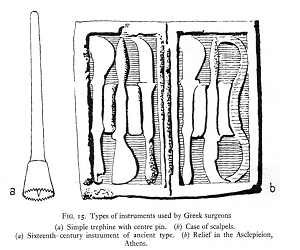 a
b
FIG. 15. Types of instruments used by Greek surgeons
(a) Simple trephine with centre pin. (b) Case of scalpels.
(a) Sixteenth century instrument of ancient type. (b) Relief in the Asclepieion,
Athens.